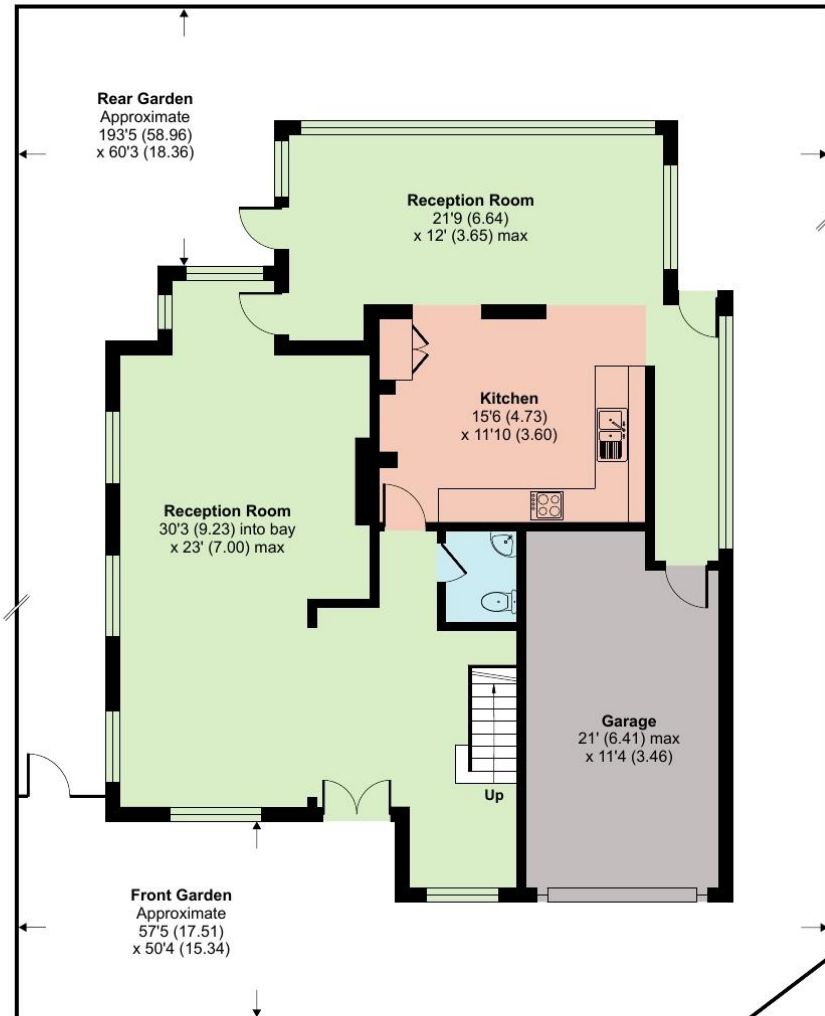 Rear Garden
Approximate
193'5 (58.96)
x 60'3 (18.36)
Reception Room
21'9 (6.64)
x 12' (3.65) max
Kitchen
15'6 (4.73)
x 11'10 (3.60)
Reception Room
30'3 (9.23) into bay
x 23' (7.00) max
Garage
21' (6.41) max
x 11'4 (3.46)
Up
Front Garden
Approximate
57'5 (17.51)
x 50'4 (15.34)